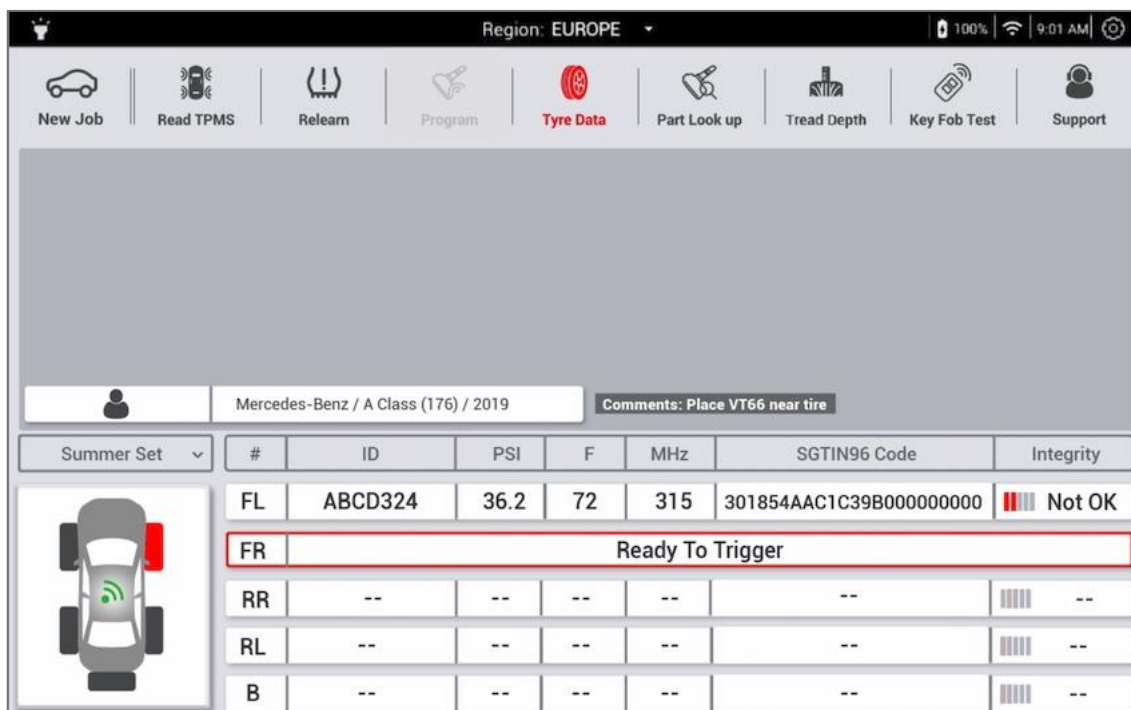 Region: EUROPE 100% 9:01 AM
New Job Read TPMS Relearn Program Tyre Data Part Look up Tread Depth Key Fob Test Support
Mercedes-Benz / A Class (176) / 2019 Comments: Place VT66 near tire
Summer Set # ID PSI F MHz SGTIN96 Code Integrity
FL ABCD324 36.2 72 315 301854AAC1C39B000000000 Not OK
FR Ready To Trigger
RR -- -- -- -- -- --
RL -- -- -- -- -- --
B -- -- -- -- -- --